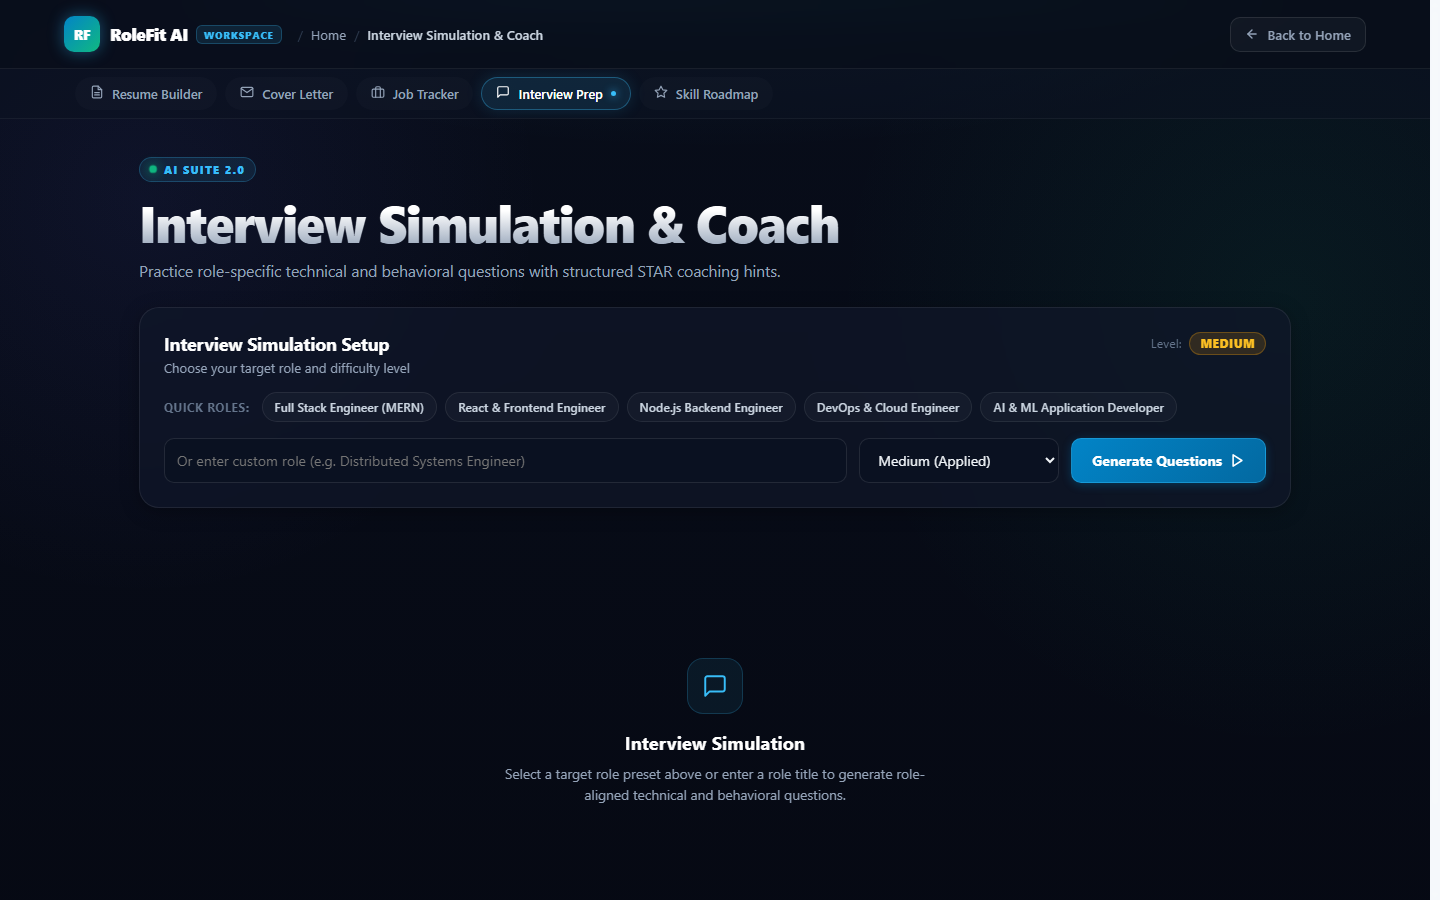 RF RoleFit AI WORKSPACE / Home / Interview Simulation & Coach Back to Home
Resume Builder Cover Letter Job Tracker Interview Prep Skill Roadmap
AI SUITE 2.0
Interview Simulation & Coach
Practice role-specific technical and behavioral questions with structured STAR coaching hints.
Interview Simulation Setup
Level: MEDIUM
Choose your target role and difficulty level
QUICK ROLES: Full Stack Engineer (MERN) React & Frontend Engineer Node.js Backend Engineer DevOps & Cloud Engineer AI & ML Application Developer
Or enter custom role (e.g. Distributed Systems Engineer) Medium (Applied) Generate Questions
Interview Simulation
Select a target role preset above or enter a role title to generate role-
aligned technical and behavioral questions.